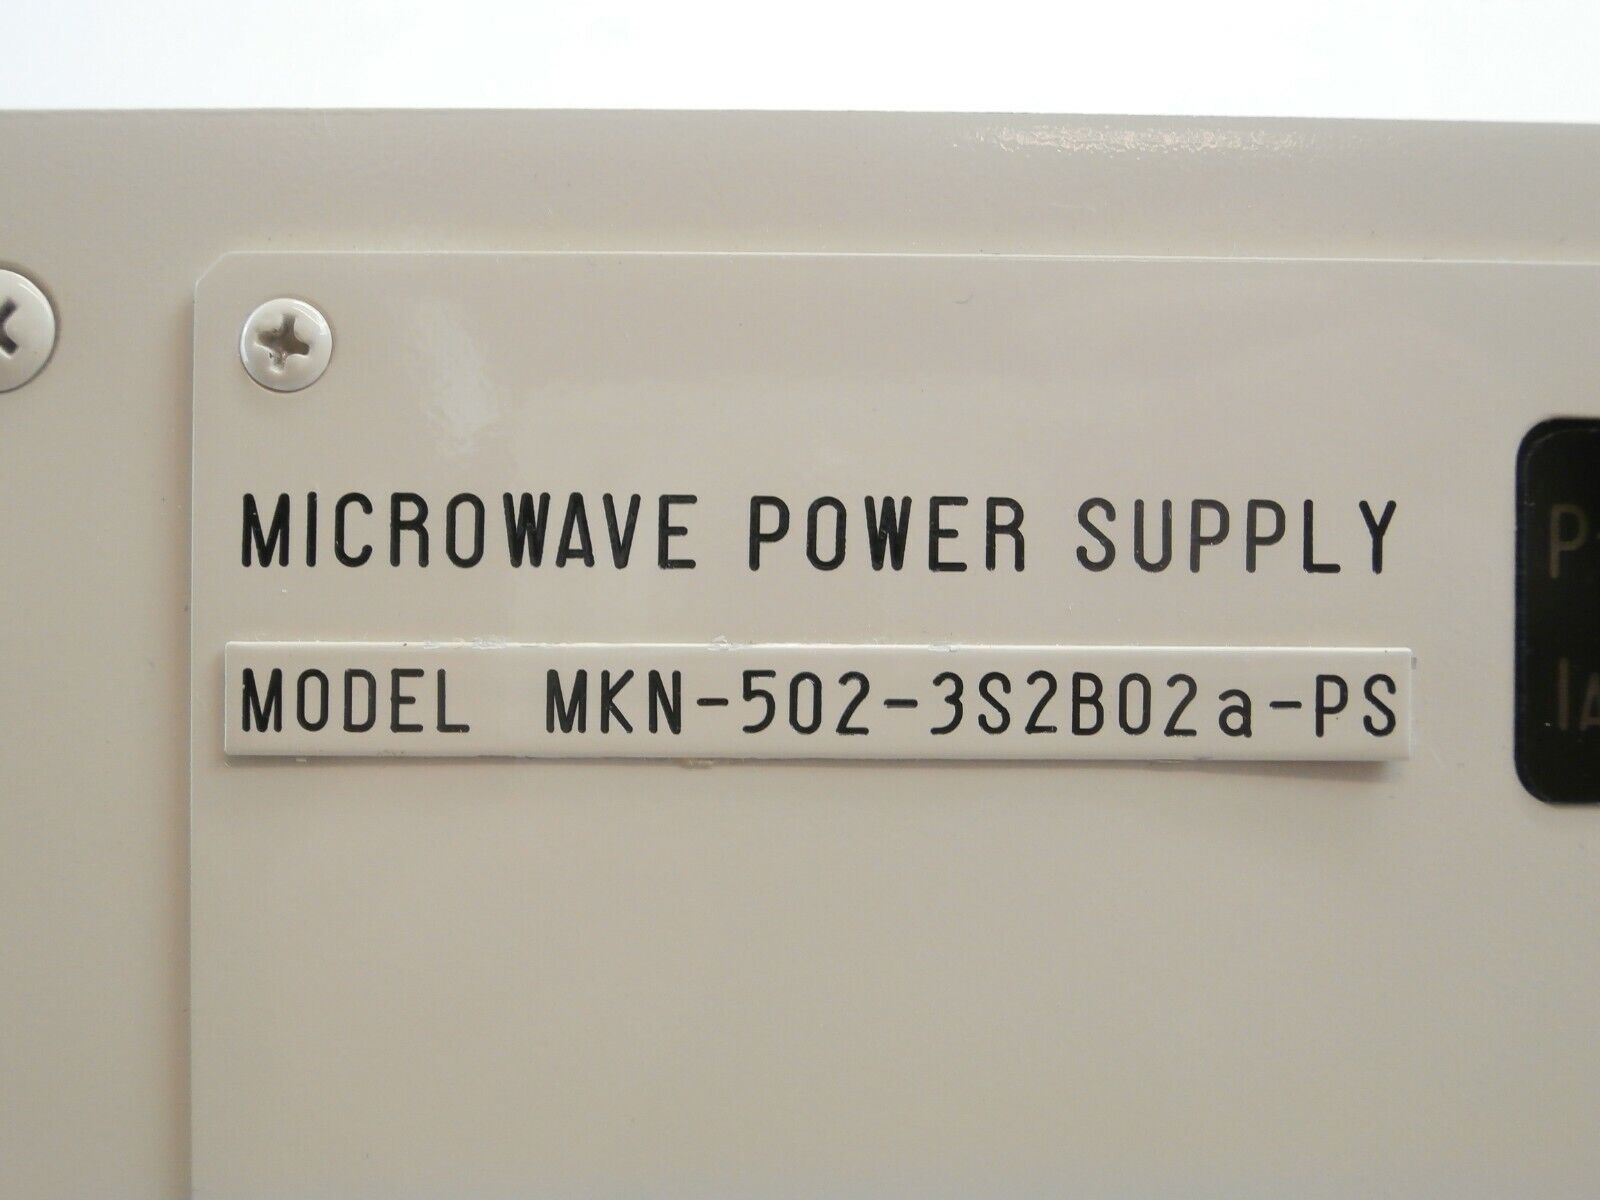 MICROWAVE POWER SUPPLY
MODEL MKN-502-3S2B02a-PS